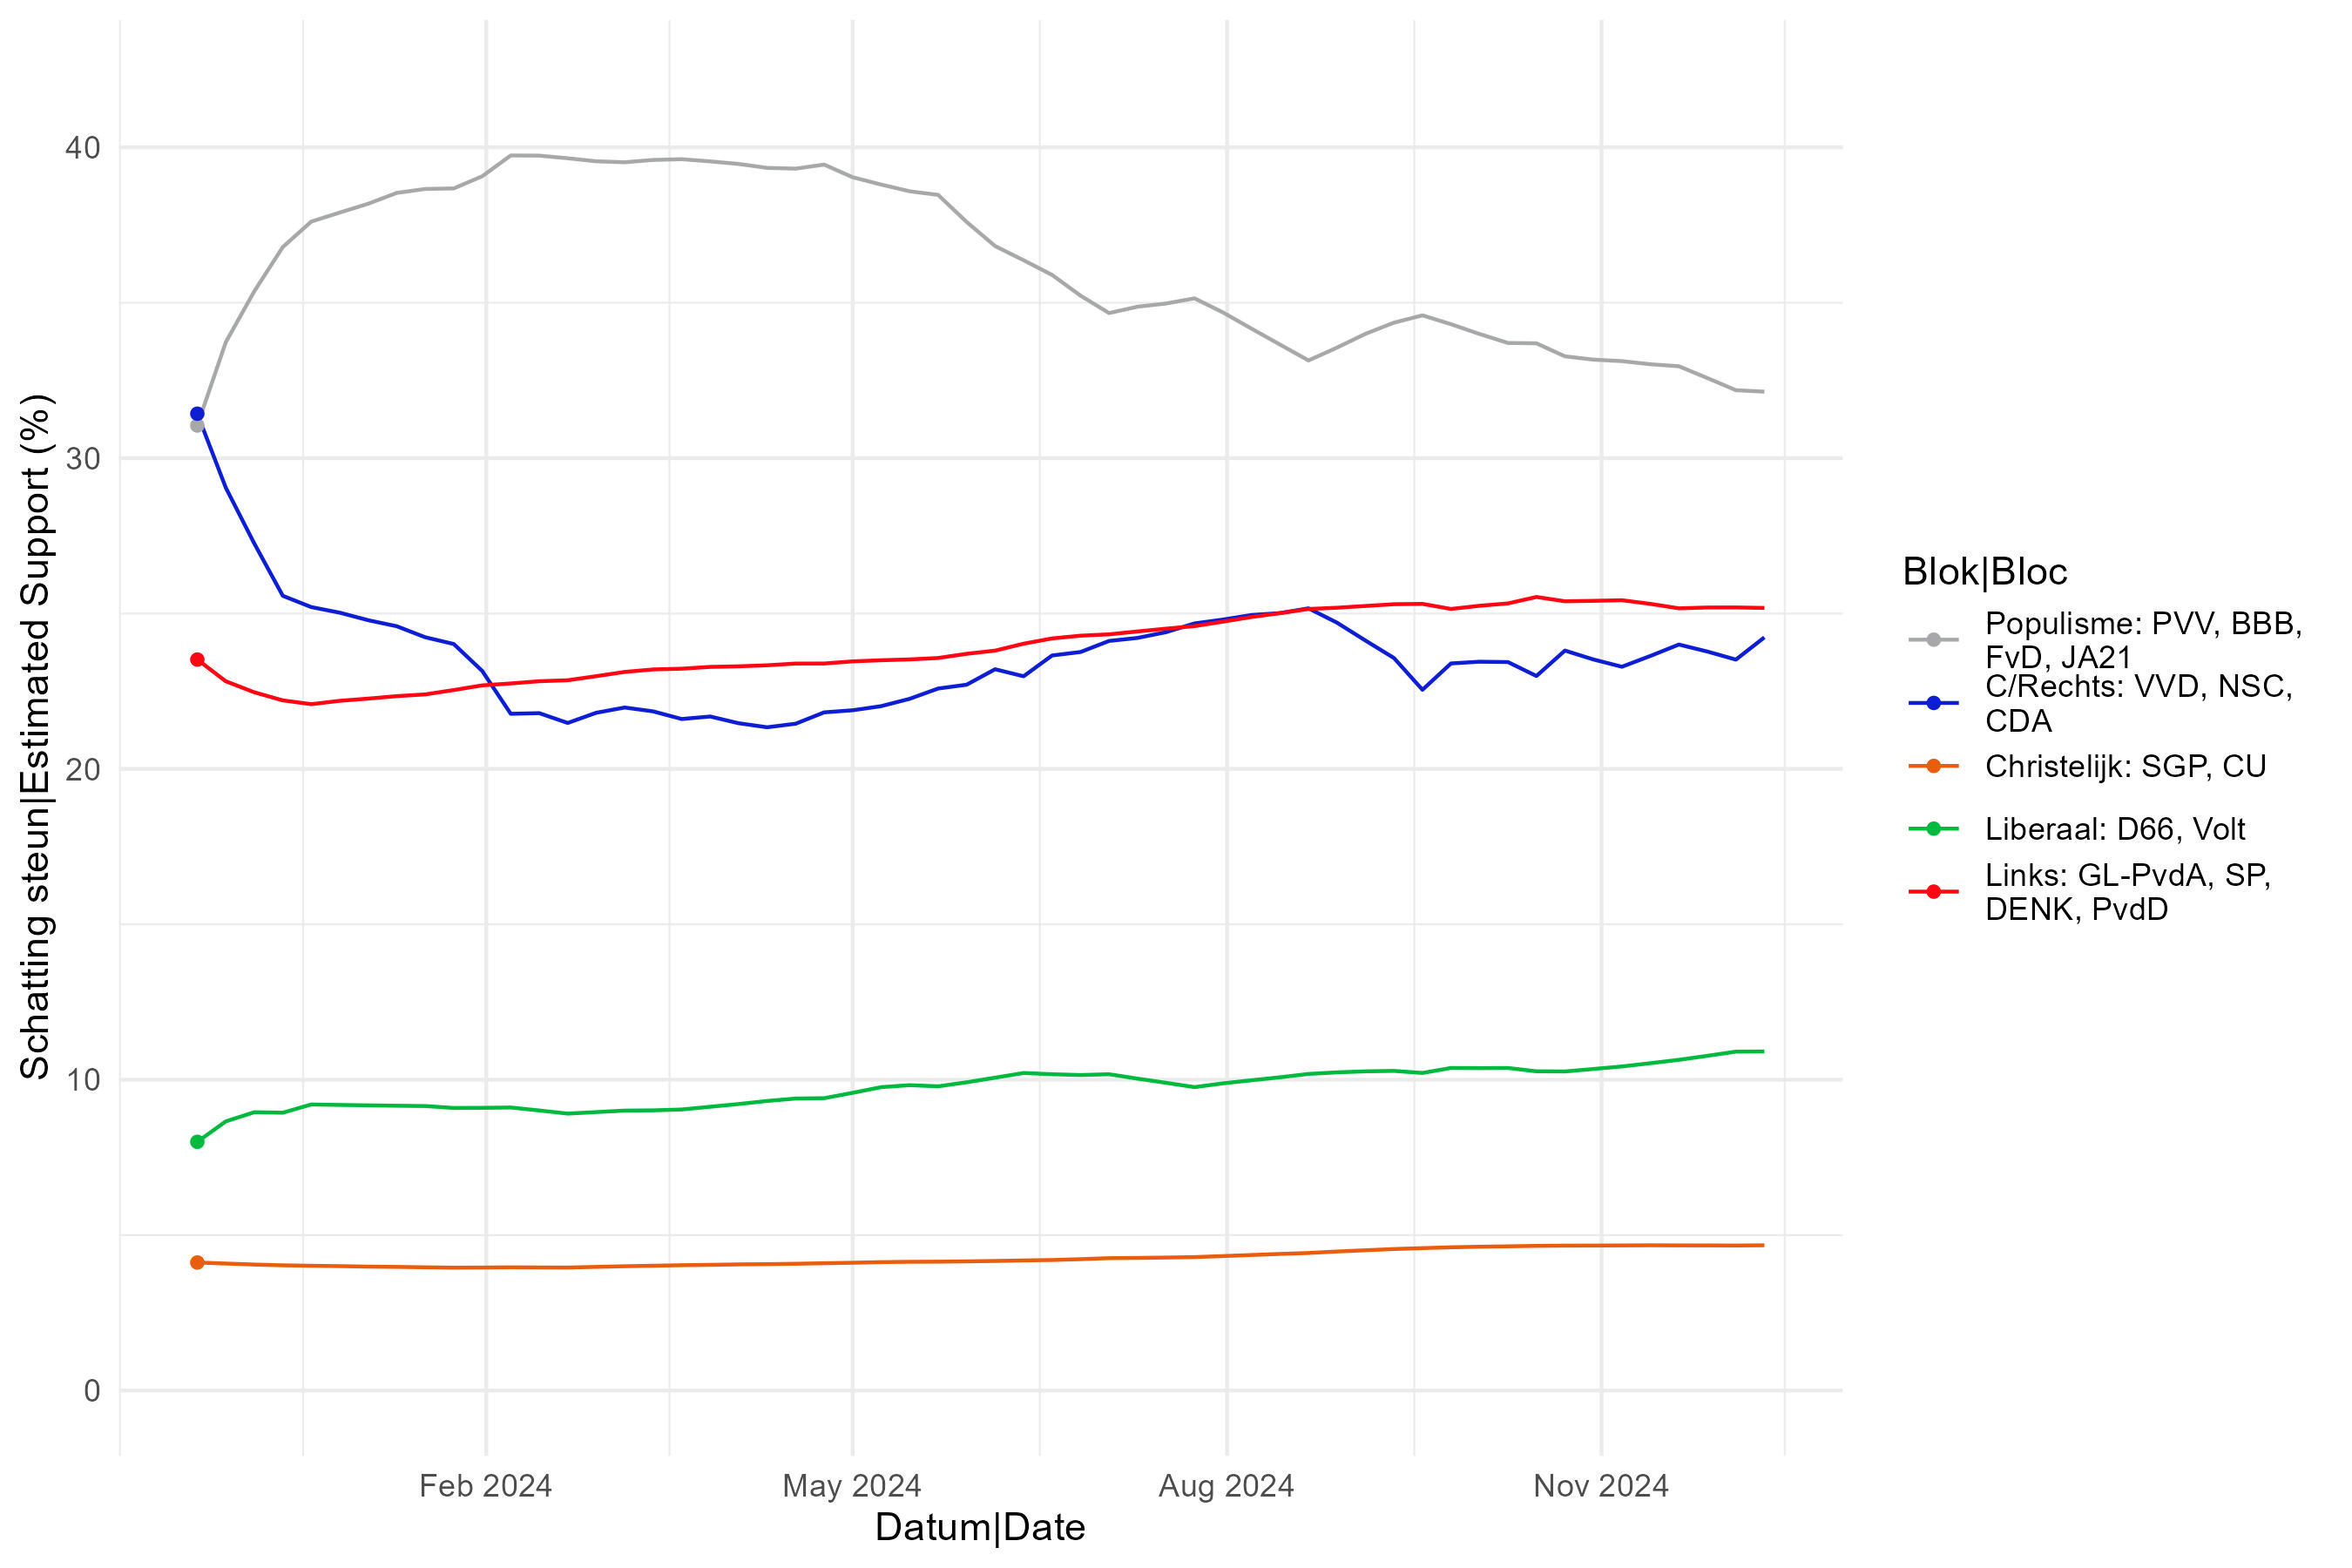 40
30
20
10
0
Schatting steun|Estimated Support (%)
Feb 2024
May 2024
Aug 2024
Nov 2024
Datum|Date
Blok|Bloc
Populisme: PVV, BBB,
FvD, JA21
C/Rechts: VVD, NSC,
CDA
Christelijk: SGP, CU
Liberaal: D66, Volt
Links: GL-PvdA, SP,
DENK, PvdD